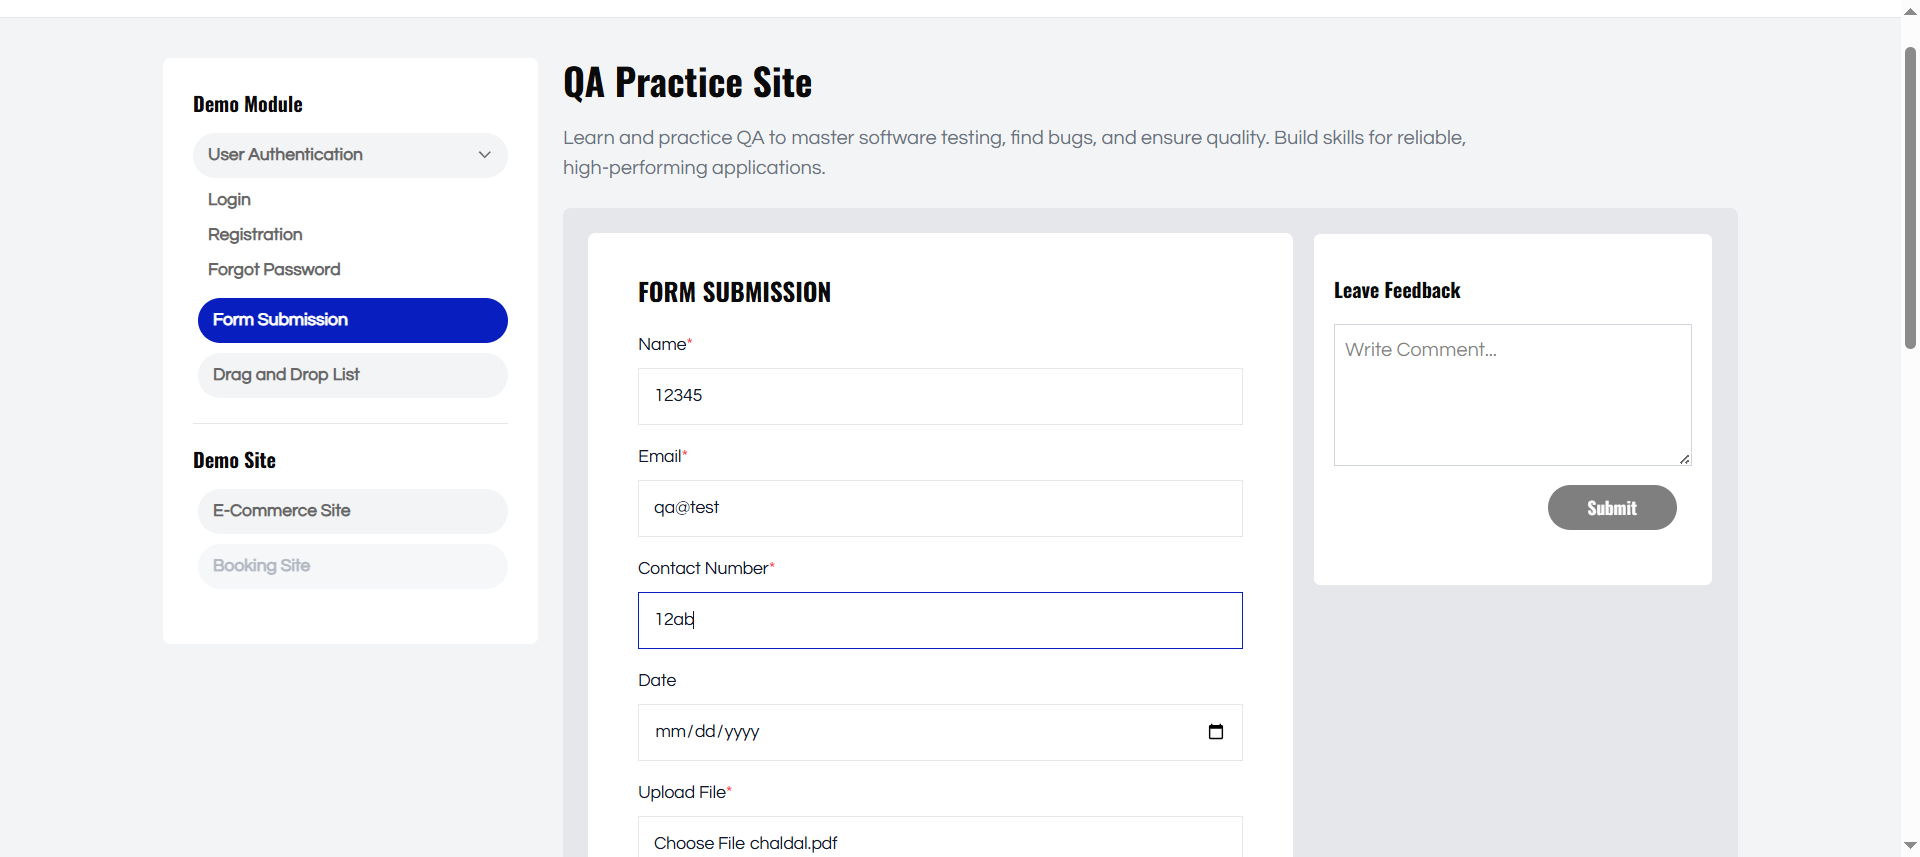 Demo Module
User Authentication
Login
Registration
Forgot Password
Form Submission
Drag and Drop List
Demo Site
E-Commerce Site
Booking Site
QA Practice Site
Learn and practice QA to master software testing, find bugs, and ensure quality. Build skills for reliable,
high-performing applications.
FORM SUBMISSION
Name*
12345
Email*
qa@test
Contact Number*
12ab
Date
mm/dd/yyyy
Upload File*
Choose File chaldal.pdf
Leave Feedback
Write Comment...
Submit